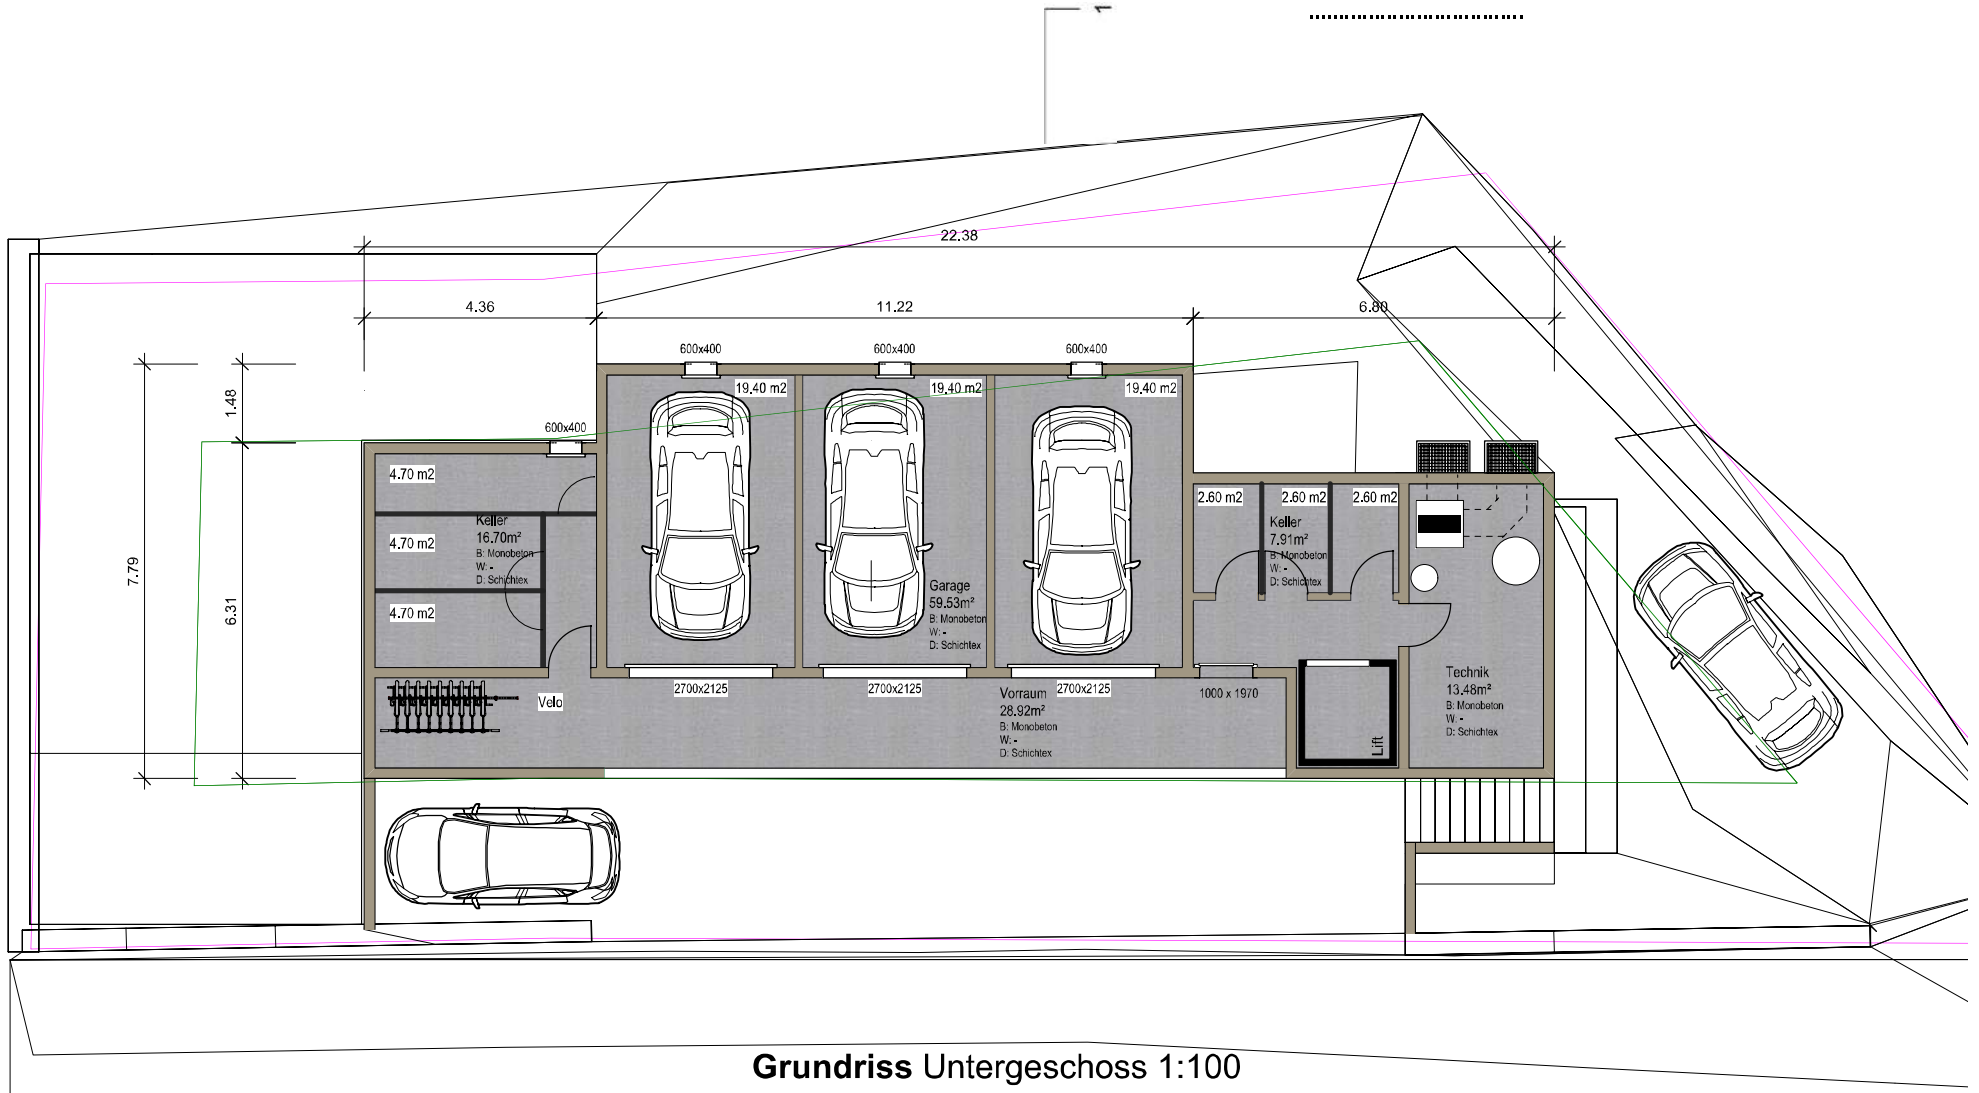 1
22.38
4.36
11.22
6.80
600x400
600x400
600x400
1.48
19.40 m2
19.40 m2
19.40 m2
600x400
4.70 m2
2.60 m2
2.60 m2
2.60 m2
Keller
16.70m²
B: Monobeton
W: -
D: Schichtex
4.70 m2
Keller
7.91m²
B: Monobeton
W: -
D: Schichtex
7.79
6.31
4.70 m2
Garage
59.53m²
B: Monobeton
W: -
D: Schichtex
Technik
13.48m²
B: Monobeton
W: -
D: Schichtex
Velo
2700x2125
2700x2125
2700x2125
1000 x 1970
Vorraum
28.92m²
B: Monobeton
W: -
D: Schichtex
Lift
Grundriss Untergeschoss 1:100